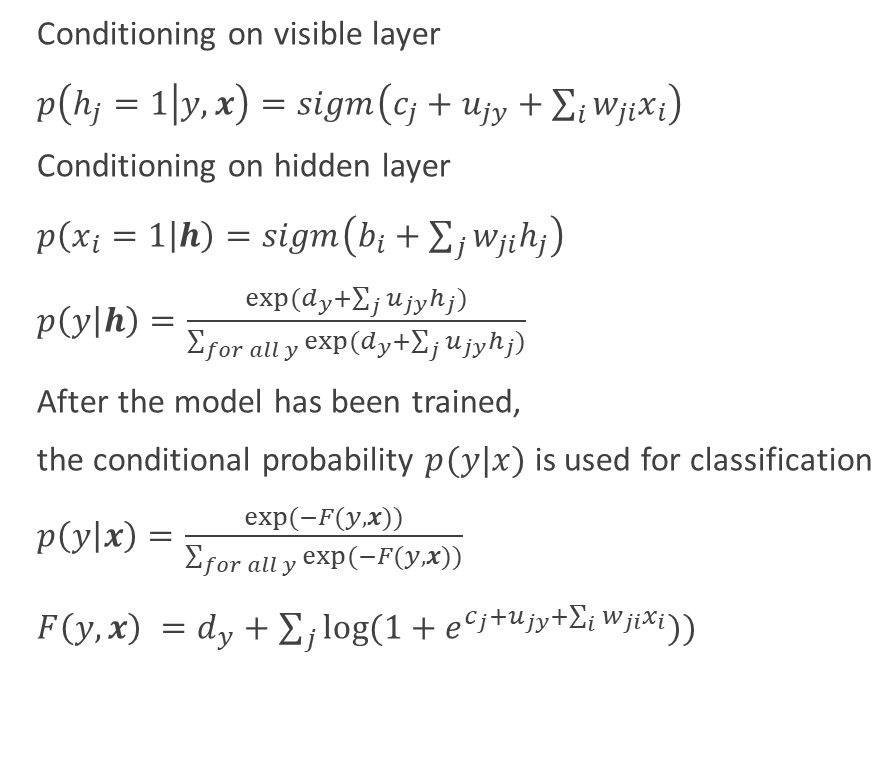 Conditioning on visible layer
p(h_j = 1|y, x) = sigm(c_j + u_jy + ∑_i w_ji x_i)
Conditioning on hidden layer
p(x_i = 1|h) = sigm(b_i + ∑_j w_ji h_j)
p(y|h) = exp(d_y+∑_j u_jy h_j) / ∑_for all y exp(d_y+∑_j u_jy h_j)
After the model has been trained,
the conditional probability p(y|x) is used for classification
p(y|x) = exp(−F(y,x)) / ∑_for all y exp(−F(y,x))
F(y, x) = d_y + ∑_j log(1 + e^{c_j+u_jy+∑_i w_ji x_i}))